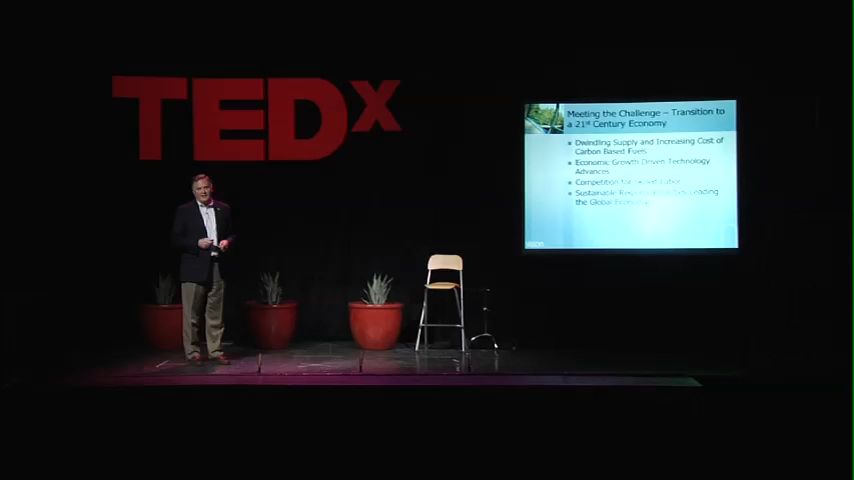 TEDx
Meeting the Challenge – Transition to
a 21st Century Economy
Dwindling Supply and Increasing Cost of
Carbon Based Fuels
Economic Growth Driven Technology
Advances
Competition for
Sustainable Leading
the Global Economy